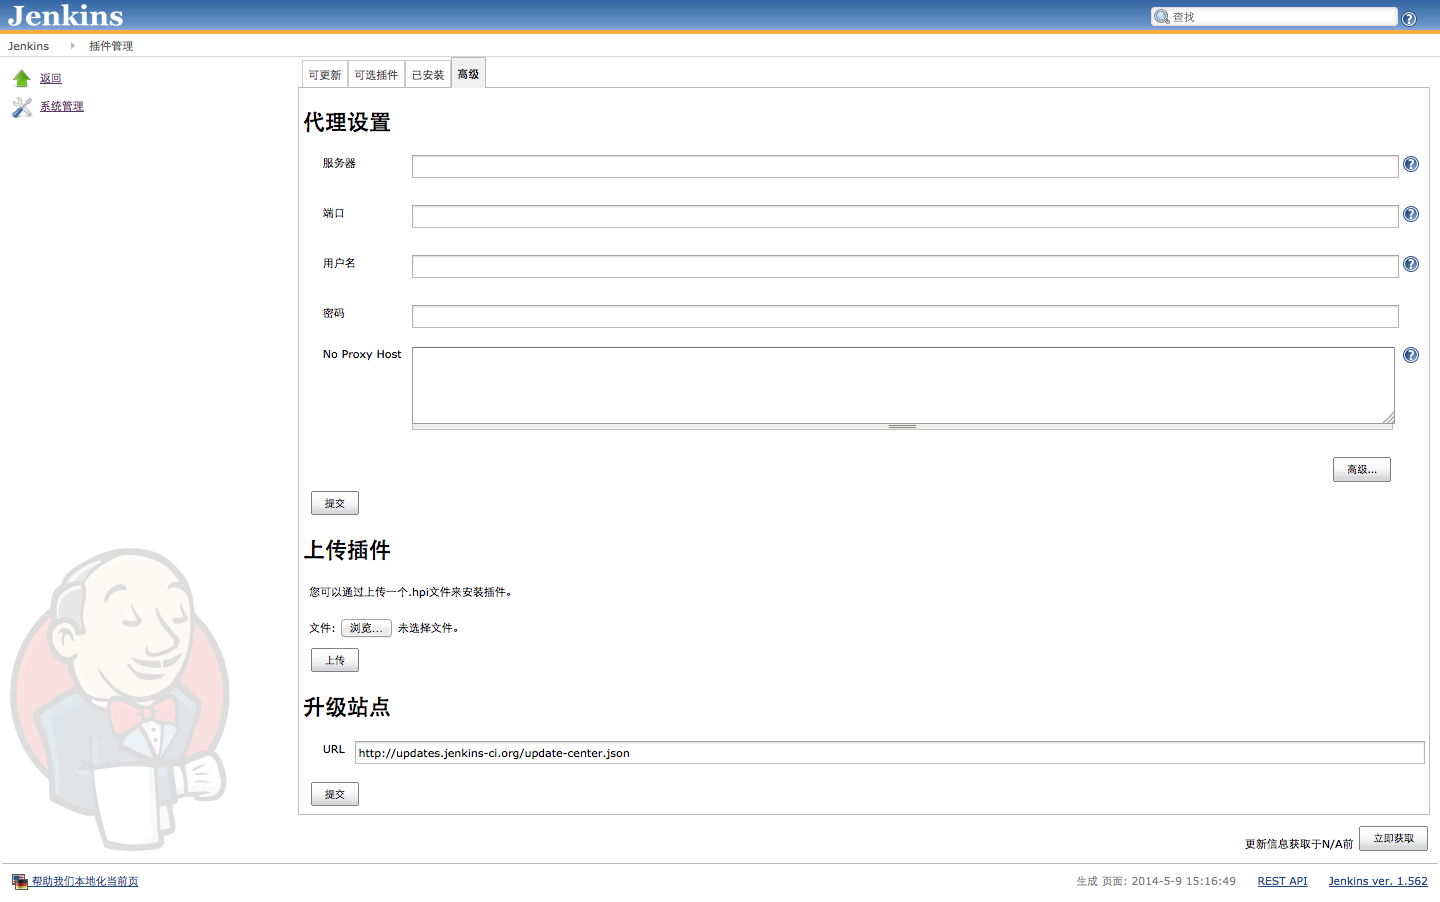 Jenkins
查找
Jenkins 插件管理
返回
系统管理
可更新 可选插件 已安装 高级
代理设置
服务器
端口
用户名
密码
No Proxy Host
高级...
提交
上传插件
您可以通过上传一个.hpi文件来安装插件。
文件: 浏览... 未选择文件。
上传
升级站点
URL http://updates.jenkins-ci.org/update-center.json
提交
更新信息获取于N/A前 立即获取
帮助我们本地化当前页 生成 页面: 2014-5-9 15:16:49 REST API Jenkins ver. 1.562